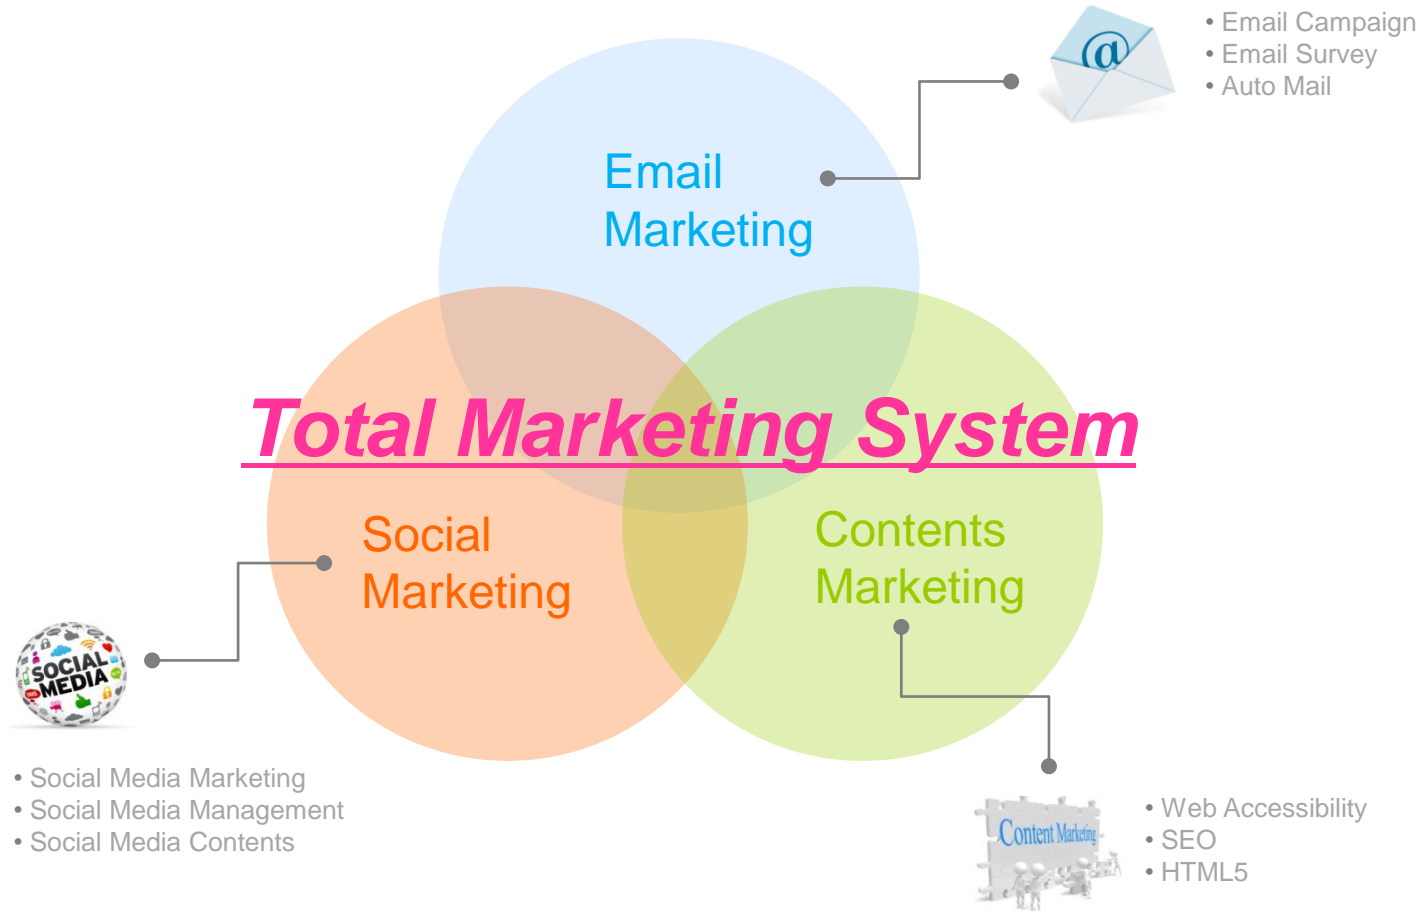 • Email Campaign
• Email Survey
• Auto Mail
@
Email
Marketing
Total Marketing System
Social
Marketing
Contents
Marketing
SOCIAL
MEDIA
• Social Media Marketing
• Social Media Management
• Social Media Contents
Content Marketing
• Web Accessibility
• SEO
• HTML5